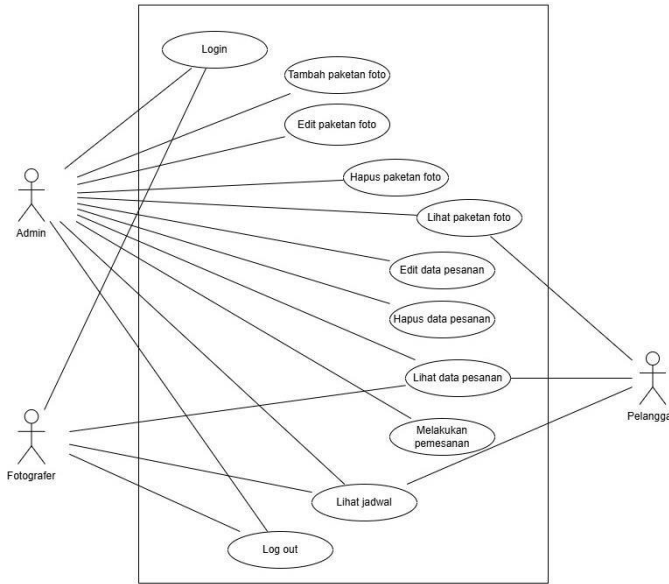 Login
Tambah paketan foto
Edit paketan foto
Hapus paketan foto
Admin
Lihat paketan foto
Edit data pesanan
Hapus data pesanan
Lihat data pesanan
Pelangga
Melakukan
pemesanan
Fotografer
Lihat jadwal
Log out